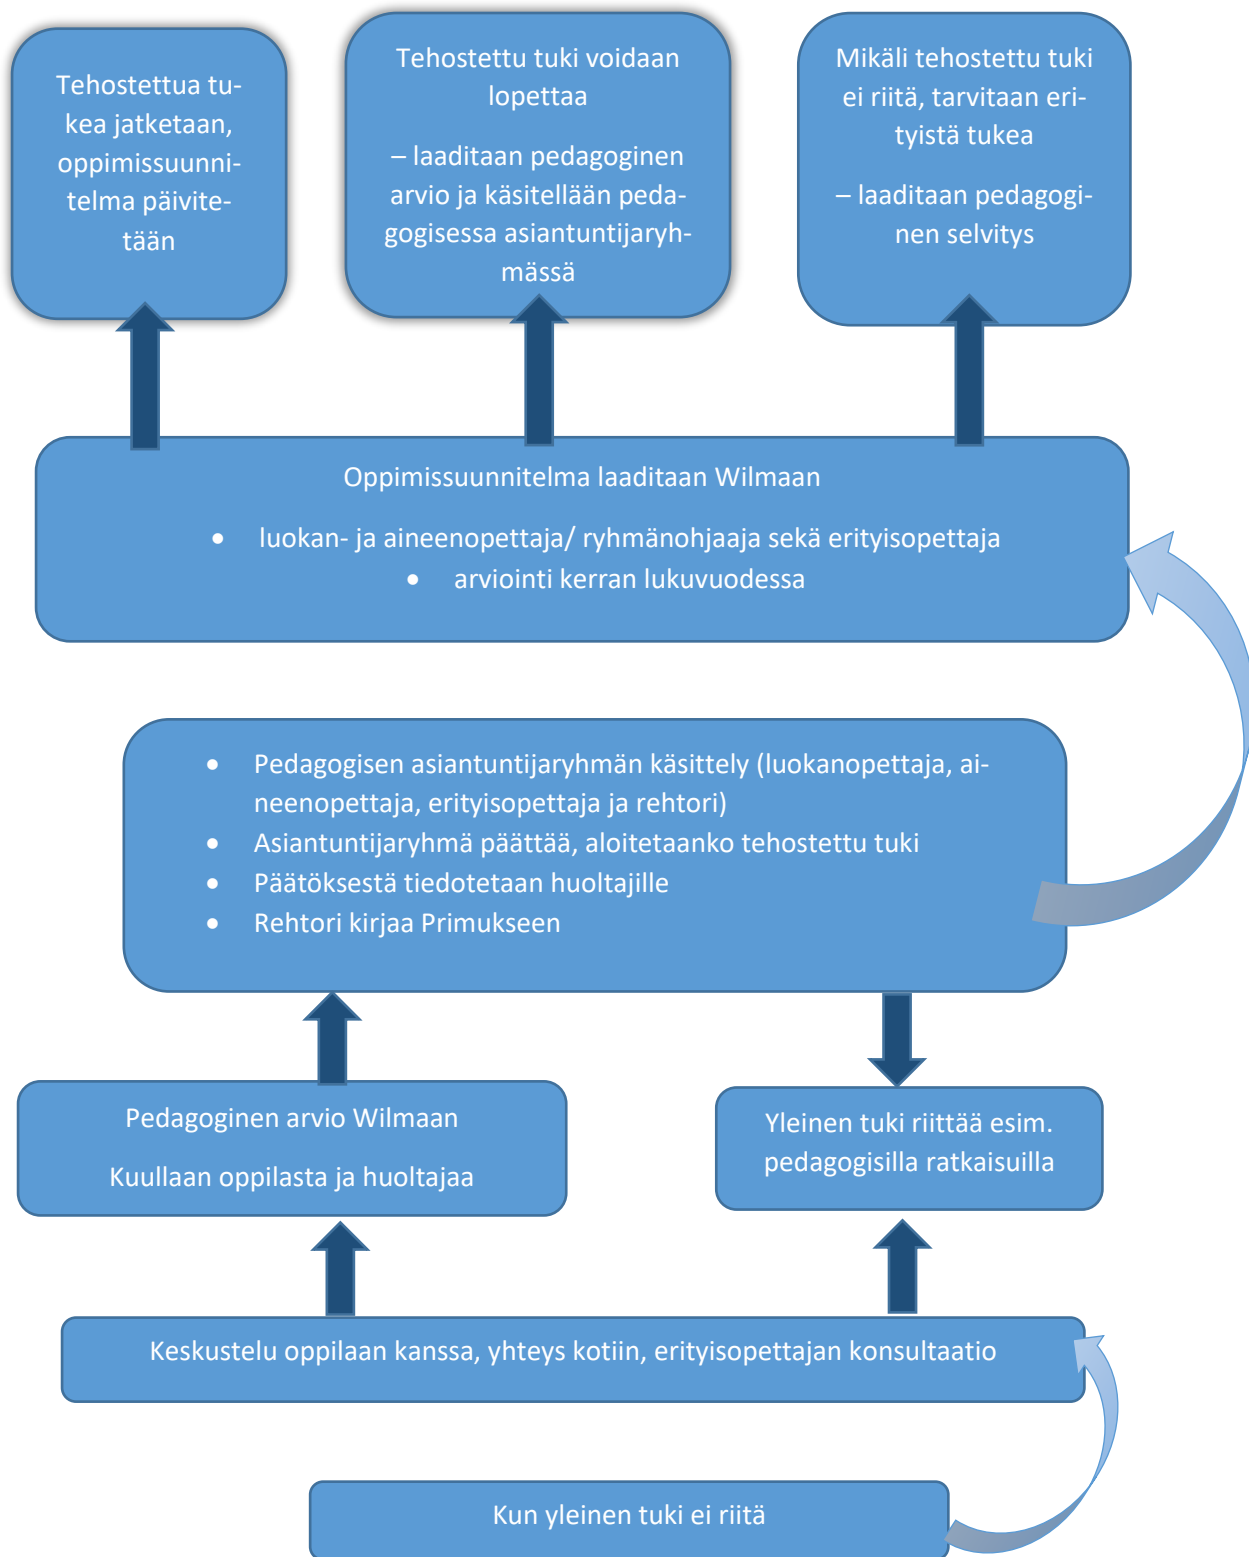 Tehostettua tu-
kea jatketaan,
oppimissuunni-
telma päivite-
tään
Tehostettu tuki voidaan
lopettaa
– laaditaan pedagoginen
arvio ja käsitellään peda-
gogisessa asiantuntijaryh-
mässä
Mikäli tehostettu tuki
ei riitä, tarvitaan eri-
tyistä tukea
– laaditaan pedagogi-
nen selvitys
Oppimissuunnitelma laaditaan Wilmaan
• luokan- ja aineenopettaja/ ryhmänohjaaja sekä erityisopettaja
• arviointi kerran lukuvuodessa
• Pedagogisen asiantuntijaryhmän käsittely (luokanopettaja, ai-
neenopettaja, erityisopettaja ja rehtori)
• Asiantuntijaryhmä päättää, aloitetaanko tehostettu tuki
• Päätöksestä tiedotetaan huoltajille
• Rehtori kirjaa Primukseen
Pedagoginen arvio Wilmaan
Kuullaan oppilasta ja huoltajaa
Yleinen tuki riittää esim.
pedagogisilla ratkaisuilla
Keskustelu oppilaan kanssa, yhteys kotiin, erityisopettajan konsultaatio
Kun yleinen tuki ei riitä